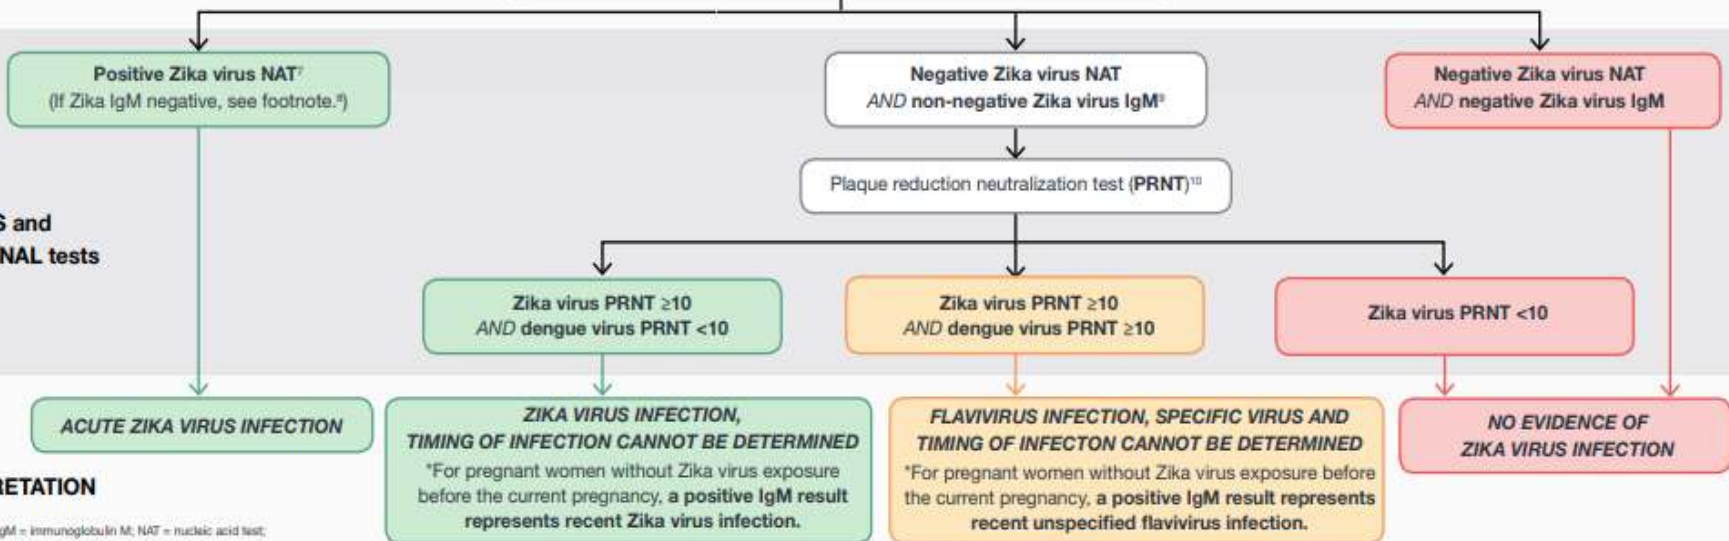 Positive Zika virus NAT⁷
(If Zika IgM negative, see footnote.⁸)
Negative Zika virus NAT
AND non-negative Zika virus IgM⁹
Negative Zika virus NAT
AND negative Zika virus IgM
Plaque reduction neutralization test (PRNT)¹⁰
S and
NAL tests
Zika virus PRNT ≥10
AND dengue virus PRNT <10
Zika virus PRNT ≥10
AND dengue virus PRNT ≥10
Zika virus PRNT <10
ACUTE ZIKA VIRUS INFECTION
ZIKA VIRUS INFECTION,
TIMING OF INFECTION CANNOT BE DETERMINED
*For pregnant women without Zika virus exposure
before the current pregnancy, a positive IgM result
represents recent Zika virus infection.
FLAVIVIRUS INFECTION, SPECIFIC VIRUS AND
TIMING OF INFECTON CANNOT BE DETERMINED
*For pregnant women without Zika virus exposure before
the current pregnancy, a positive IgM result represents
recent unspecified flavivirus infection.
NO EVIDENCE OF
ZIKA VIRUS INFECTION
RETATION
IgM = immunoglobulin M; NAT = nucleic acid test;